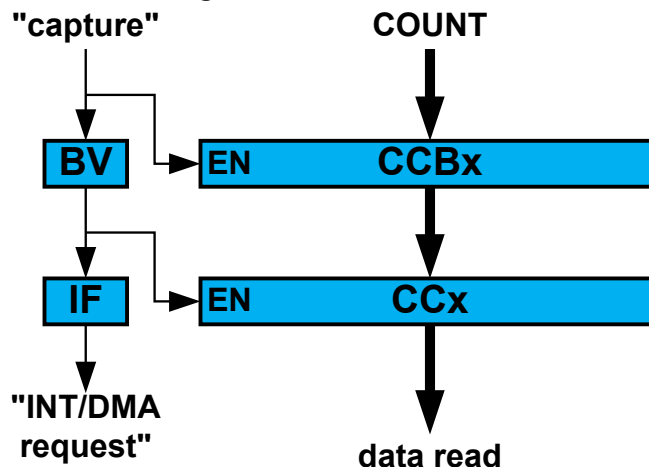 "capture"
COUNT
BV
EN
CCBx
IF
EN
CCx
"INT/DMA
request"
data read